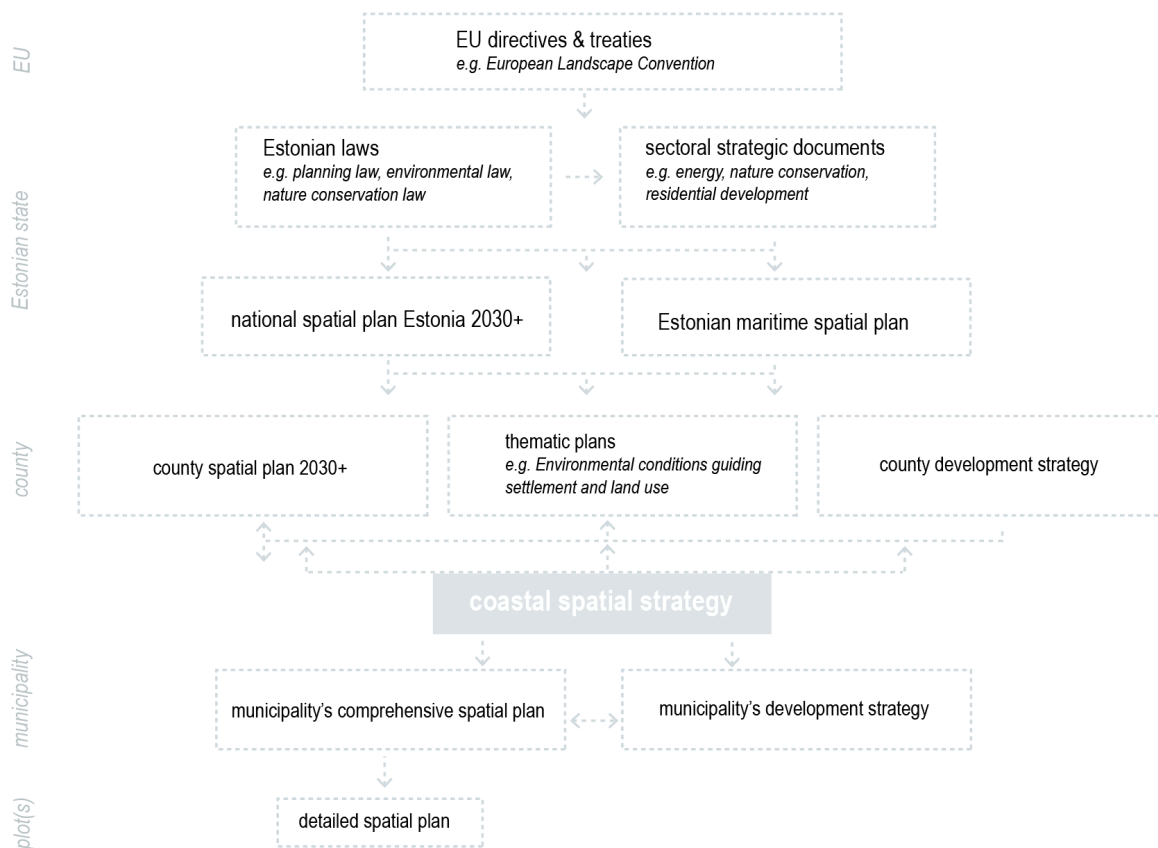 EU
EU directives & treaties
e.g. European Landscape Convention
Estonian state
Estonian laws
e.g. planning law, environmental law,
nature conservation law
sectoral strategic documents
e.g. energy, nature conservation,
residential development
national spatial plan Estonia 2030+
Estonian maritime spatial plan
county
county spatial plan 2030+
thematic plans
e.g. Environmental conditions guiding
settlement and land use
county development strategy
coastal spatial strategy
municipality
municipality's comprehensive spatial plan
municipality's development strategy
plot(s)
detailed spatial plan